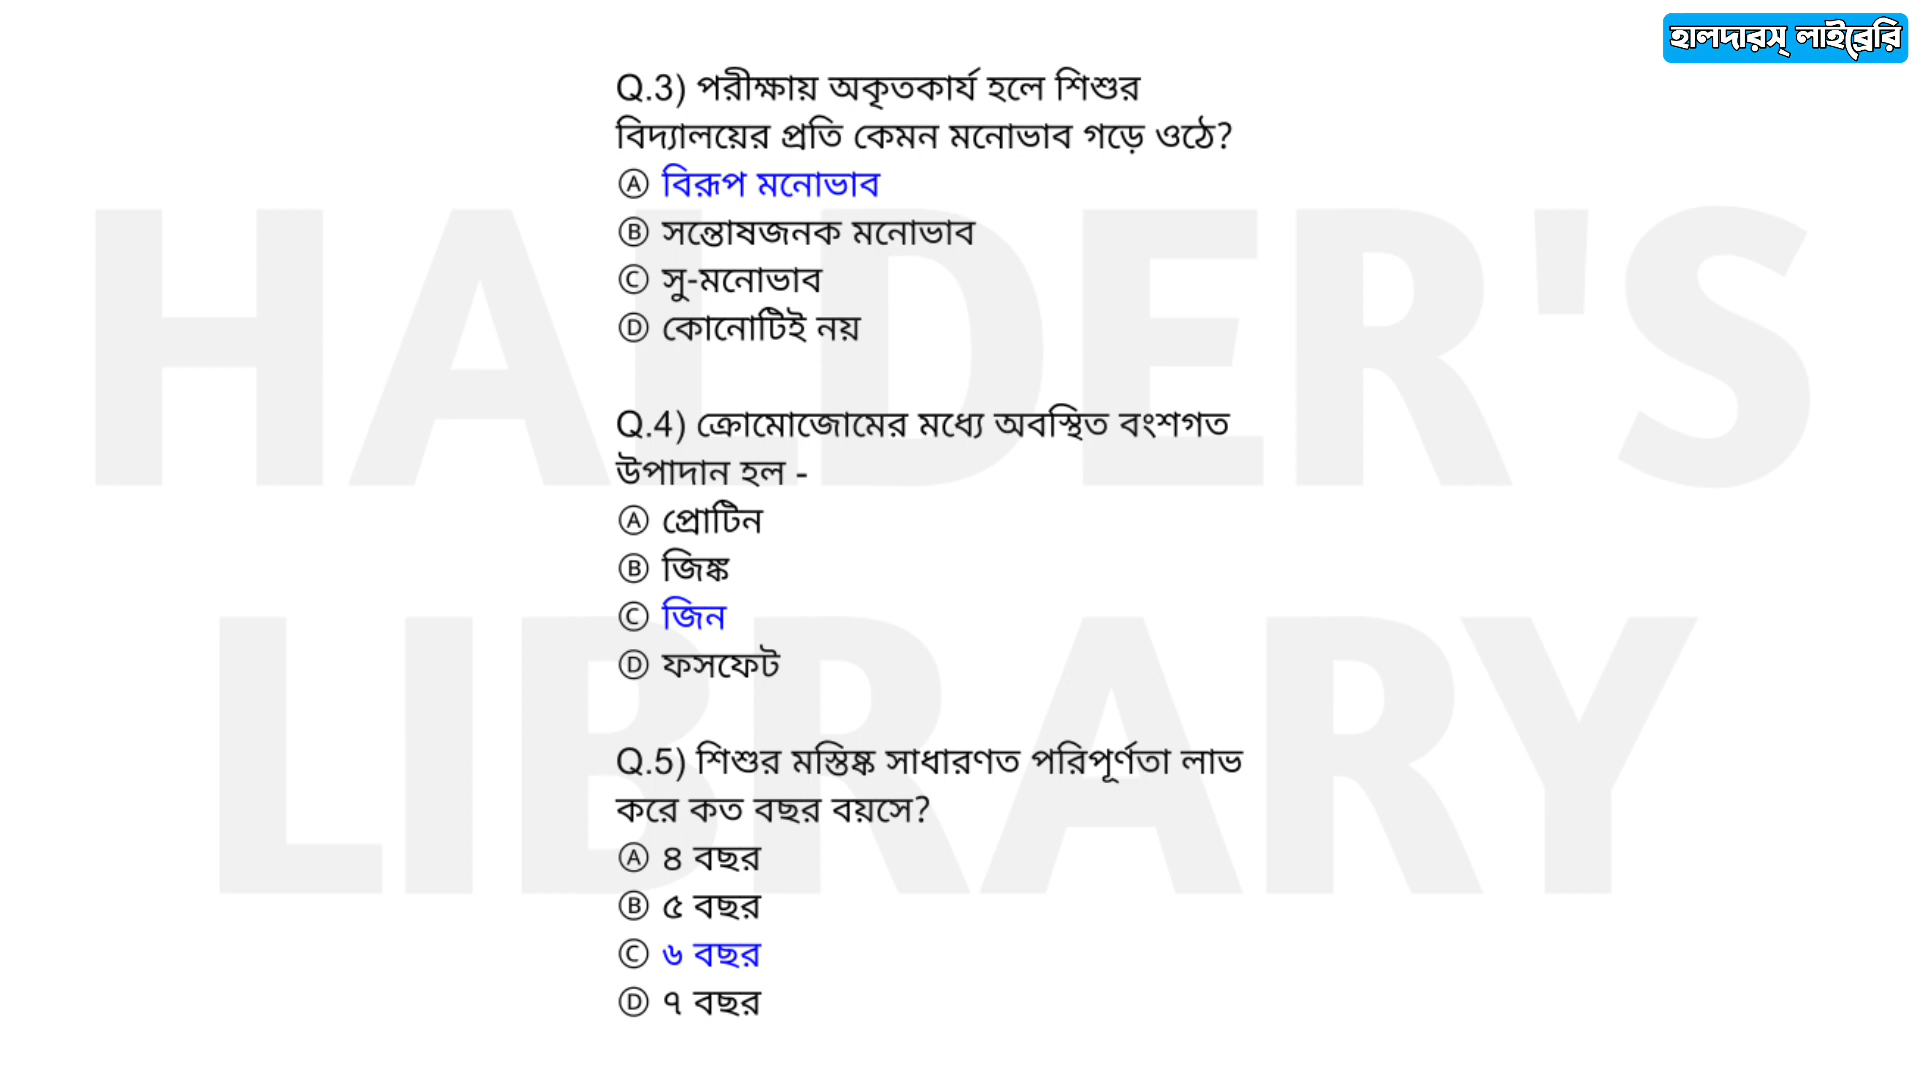 হালদারস্ লাইব্রেরি
Q.3) পরীক্ষায় অকৃতকার্য হলে শিশুর
বিদ্যালয়ের প্রতি কেমন মনোভাব গড়ে ওঠে?
Ⓐ বিরূপ মনোভাব
Ⓑ সন্তোষজনক মনোভাব
Ⓒ সু-মনোভাব
Ⓓ কোনোটিই নয়
Q.4) ক্রোমোজোমের মধ্যে অবস্থিত বংশগত
উপাদান হল -
Ⓐ প্রোটিন
Ⓑ জিঙ্ক
Ⓒ জিন
Ⓓ ফসফেট
Q.5) শিশুর মস্তিষ্ক সাধারণত পরিপূর্ণতা লাভ
করে কত বছর বয়সে?
Ⓐ ৪ বছর
Ⓑ ৫ বছর
Ⓒ ৬ বছর
Ⓓ ৭ বছর
HALDER'S
LIBRARY